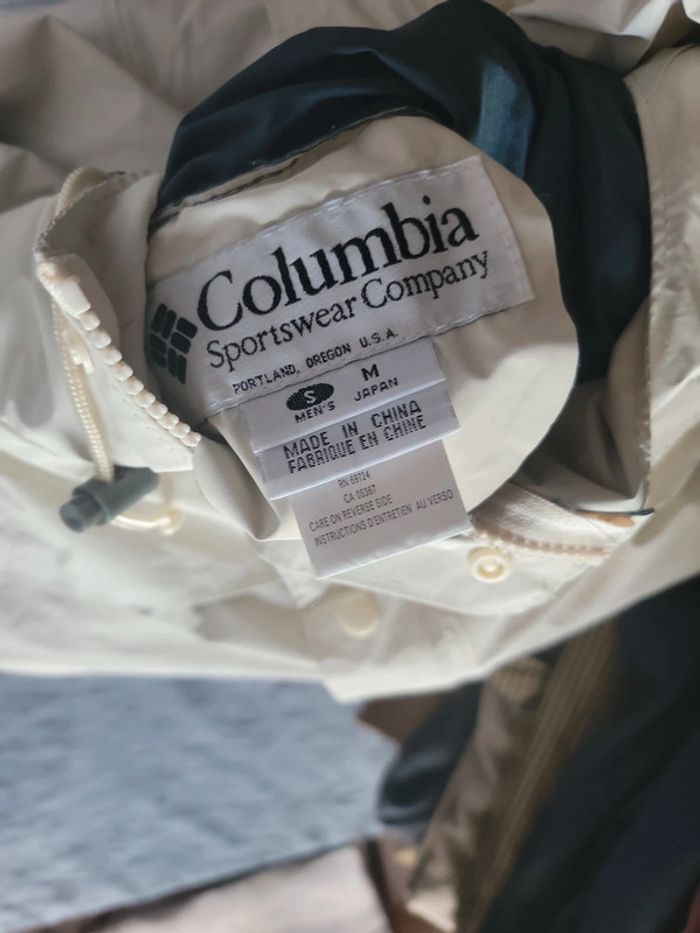 Columbia
Sportswear Company
PORTLAND, OREGON U.S.A.
S M
MEN'S JAPAN
MADE IN CHINA
FABRIQUE EN CHINE
RN 69724
CA 05367
CARE ON REVERSE SIDE
INSTRUCTIONS D'ENTRETIEN AU VERSO